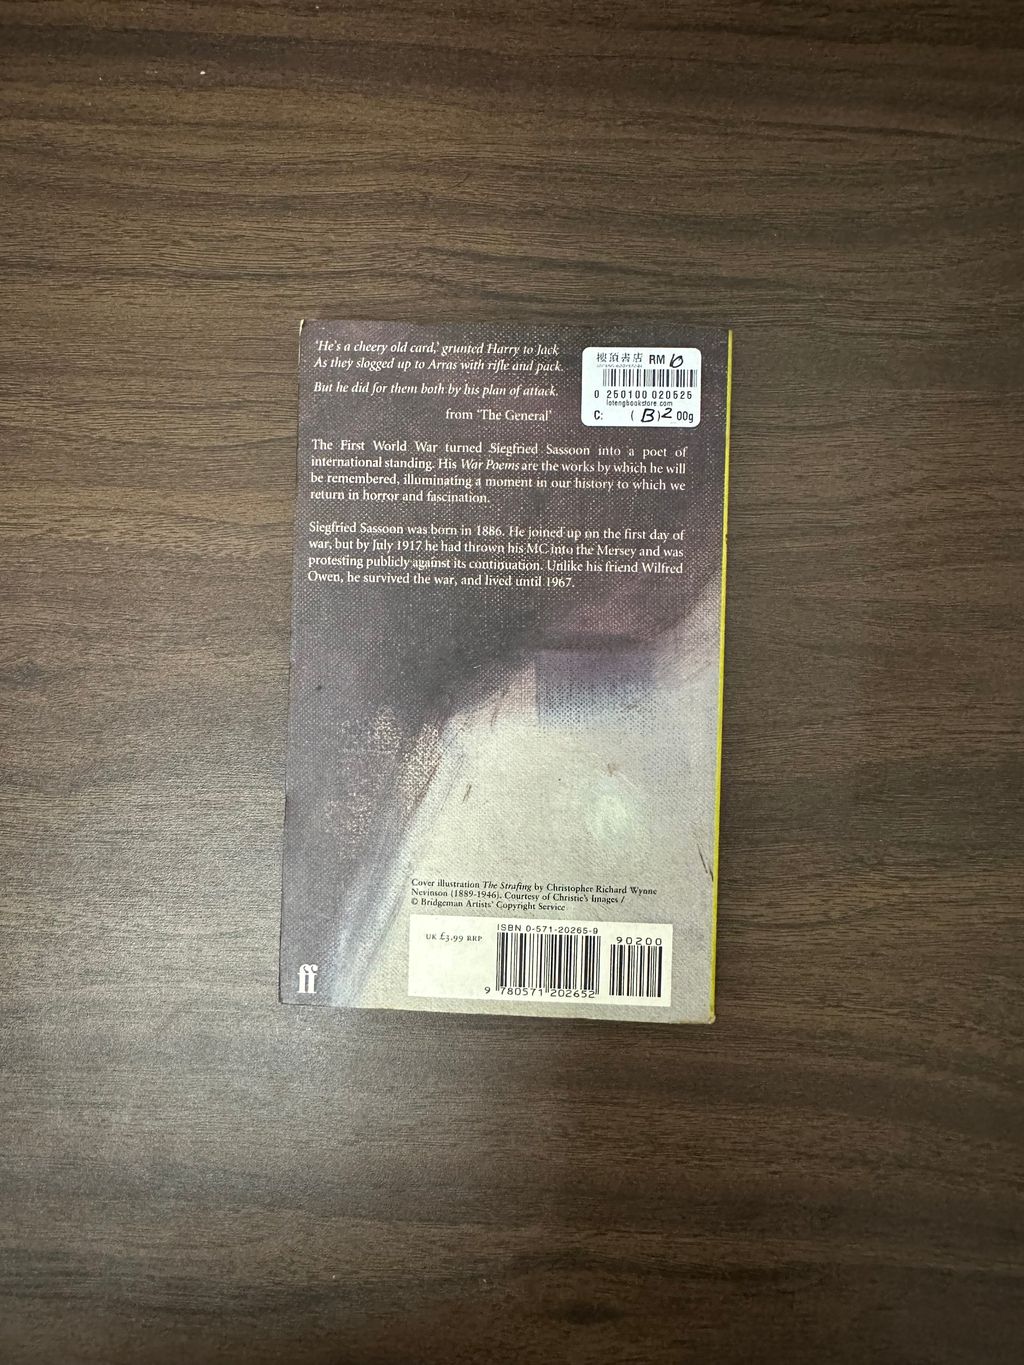 'He's a cheery old card,' grunted Harry to Jack
As they slogged up to Arras with rifle and pack.
But he did for them both by his plan of attack.
from 'The General'
樓頂書店 RM 6
0 250100 020525
lotengbookstore.com
C: (B)2 00g
The First World War turned Siegfried Sassoon into a poet of
international standing. His War Poems are the works by which he will
be remembered, illuminating a moment in our history to which we
return in horror and fascination.
Siegfried Sassoon was born in 1886. He joined up on the first day of
war, but by July 1917 he had thrown his MC into the Mersey and was
protesting publicly against its continuation. Unlike his friend Wilfred
Owen, he survived the war, and lived until 1967.
Cover illustration The Strafing by Christopher Richard Wynne
Nevinson (1889-1946). Courtesy of Christie's Images /
© Bridgeman Artists' Copyright Service
UK £3.99 RRP
ISBN 0-571-20265-9
90200
9 780571 202652
ff